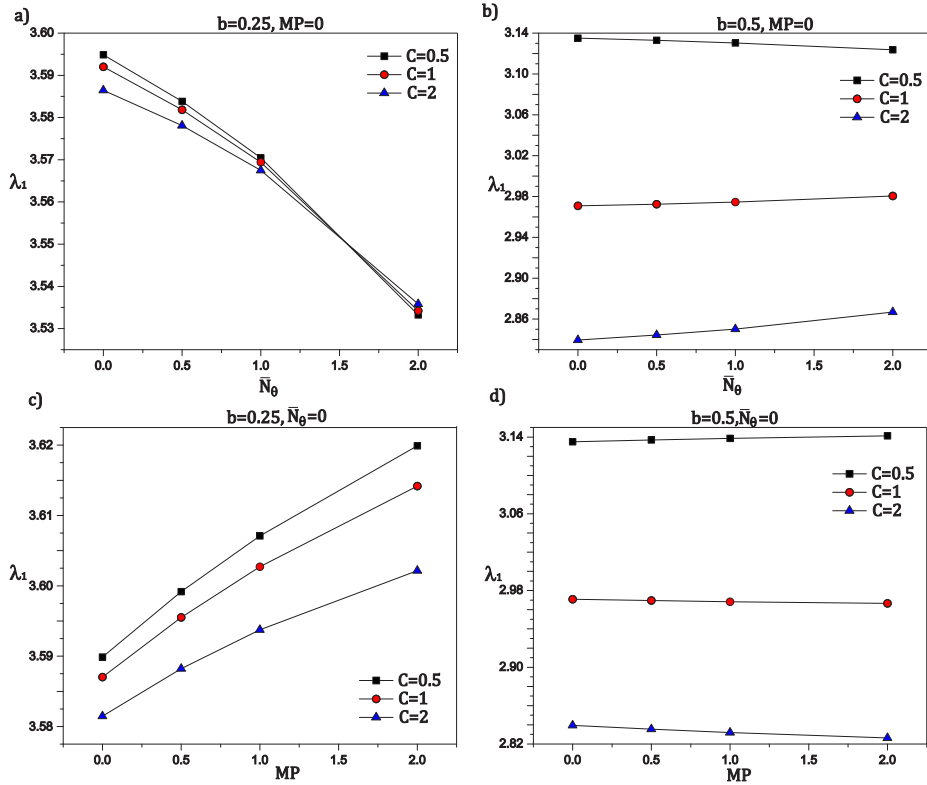 a)
b=0.25, MP=0
3.60
3.59
3.58
3.57
3.56
3.55
3.54
3.53
λ₁
C=0.5
C=1
C=2
0.0 0.5 1.0 1.5 2.0
N̅θ
b)
b=0.5, MP=0
3.14
3.10
3.06
3.02
2.98
2.94
2.90
2.86
λ₁
C=0.5
C=1
C=2
0.0 0.5 1.0 1.5 2.0
N̅θ
c)
b=0.25, N̅θ=0
3.62
3.61
3.60
3.59
3.58
λ₁
C=0.5
C=1
C=2
0.0 0.5 1.0 1.5 2.0
MP
d)
b=0.5,N̅θ=0
3.14
3.06
2.98
2.90
2.82
λ₁
C=0.5
C=1
C=2
0.0 0.5 1.0 1.5 2.0
MP